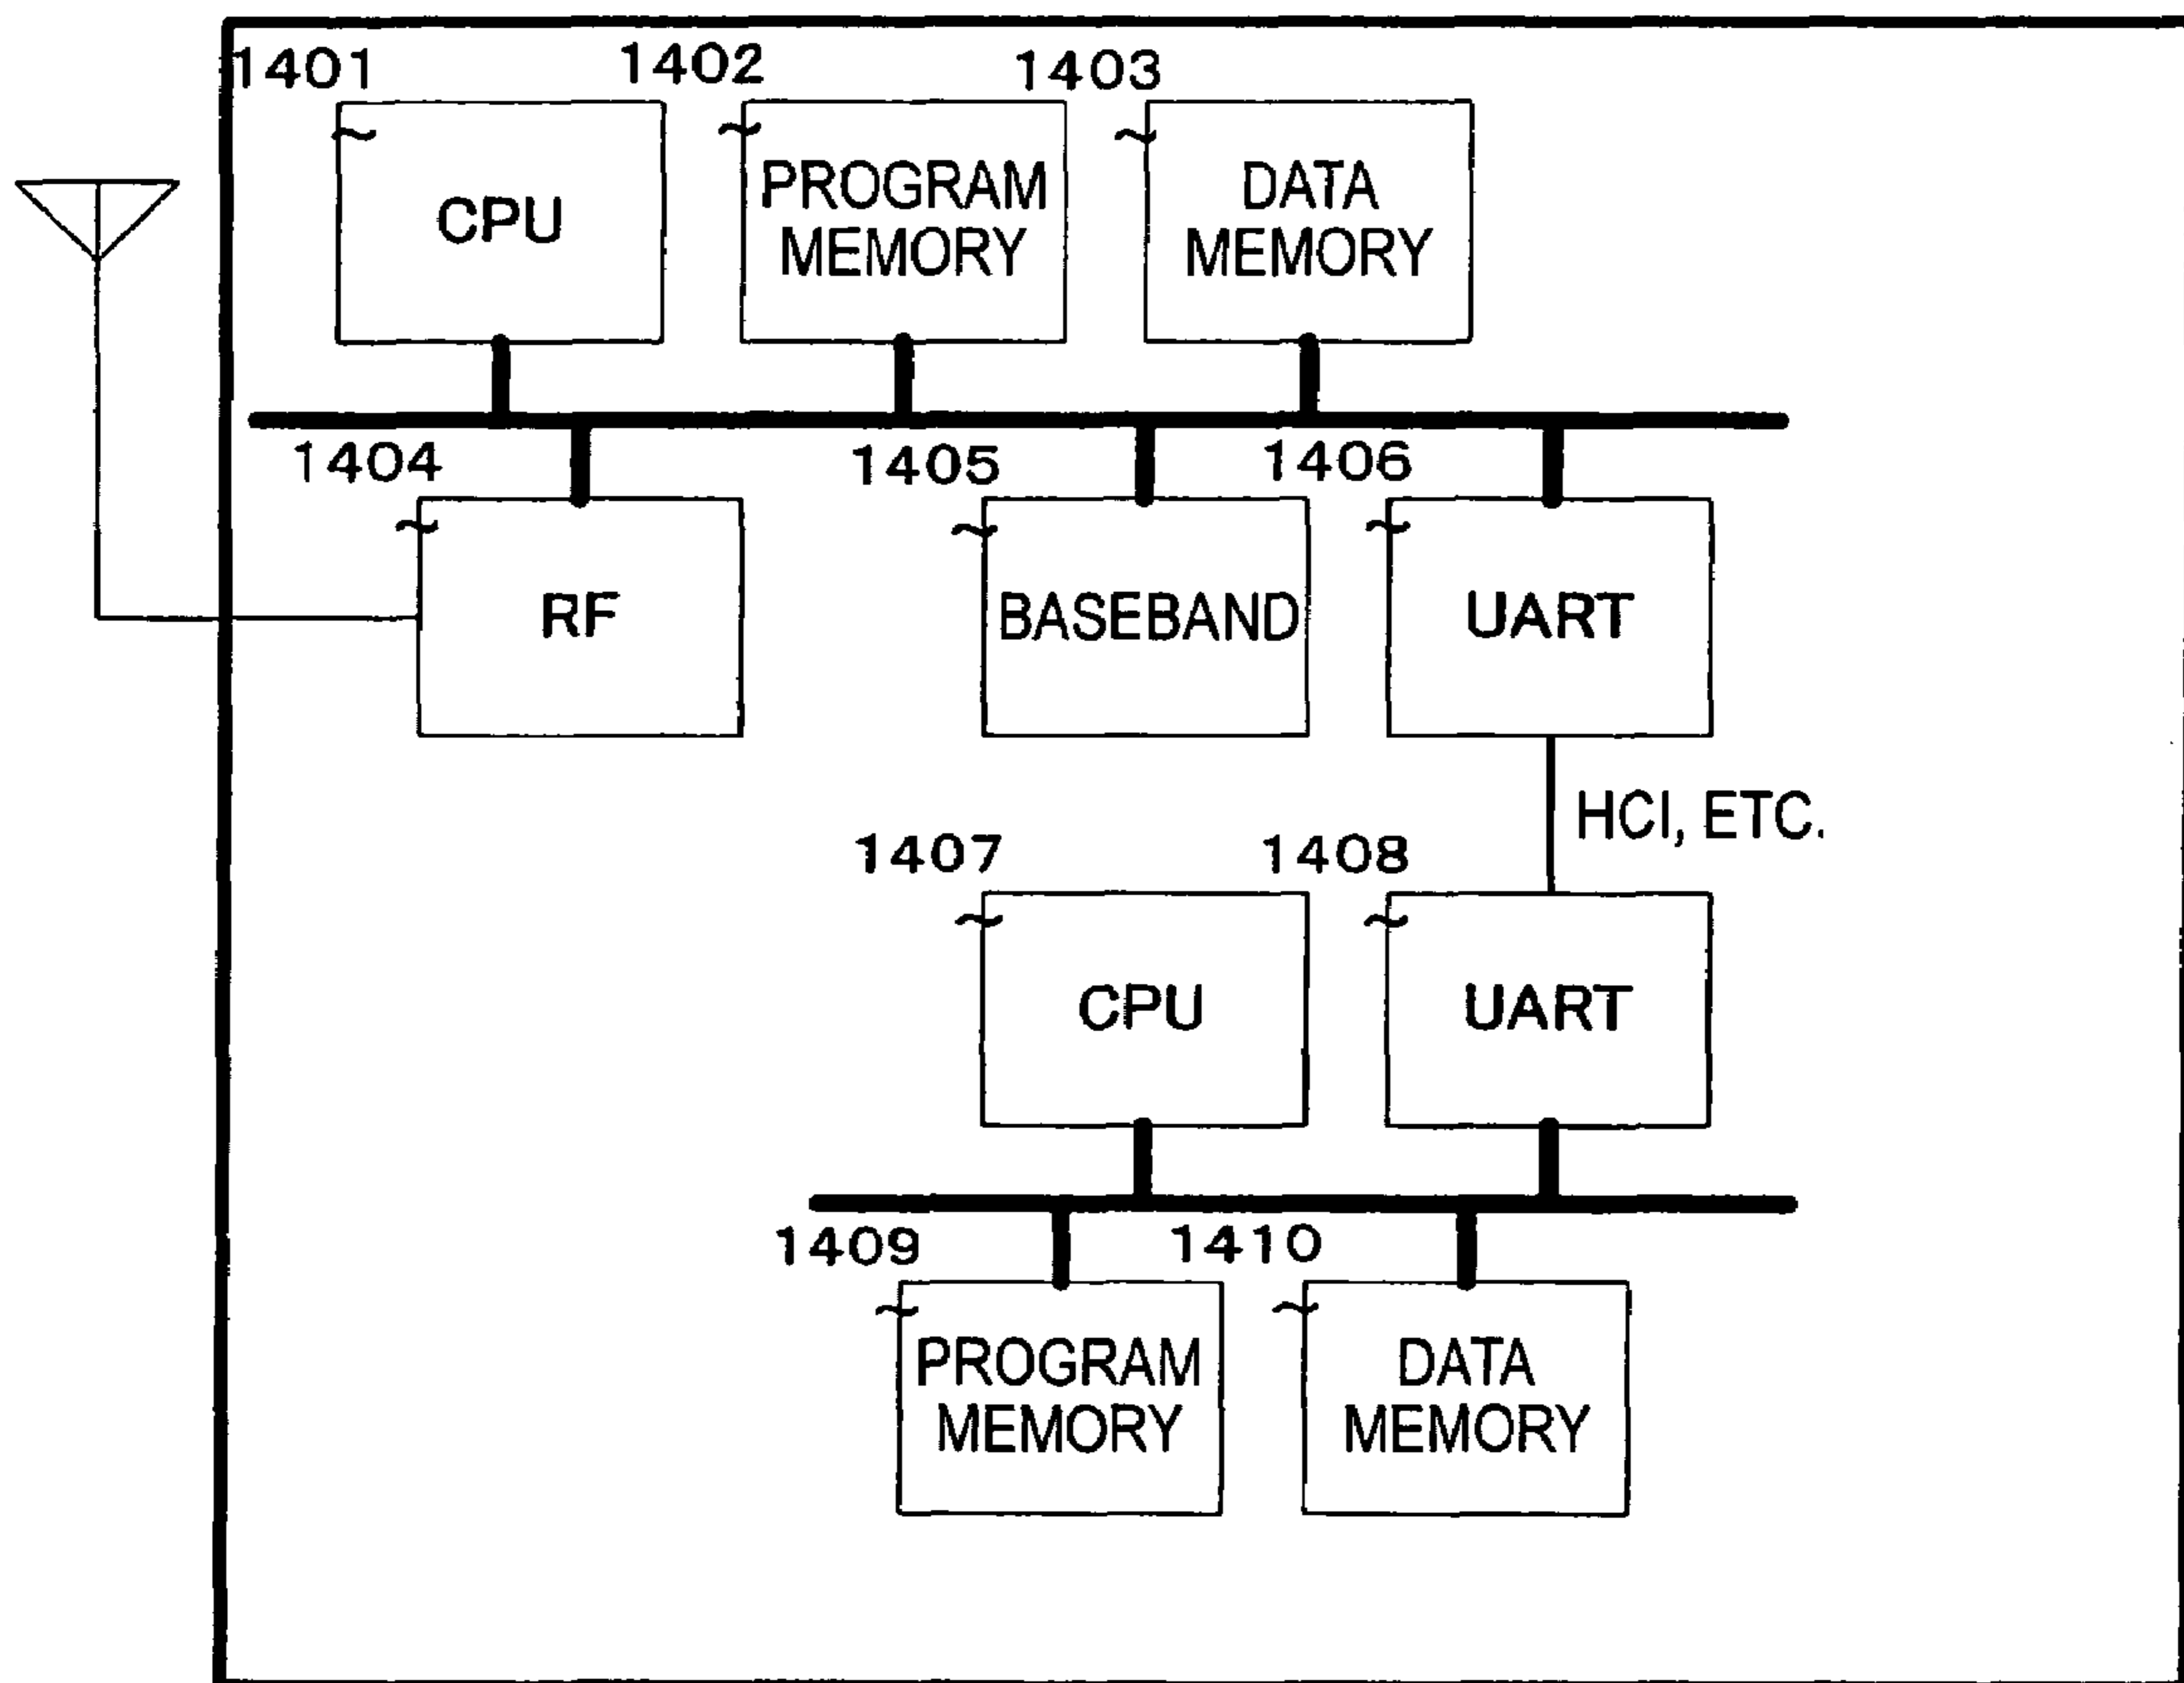 1401
1402
1403
CPU
PROGRAM
MEMORY
DATA
MEMORY
1404
1405
1406
RF
BASEBAND
UART
HCI, ETC.
1407
1408
CPU
UART
1409
1410
PROGRAM
MEMORY
DATA
MEMORY